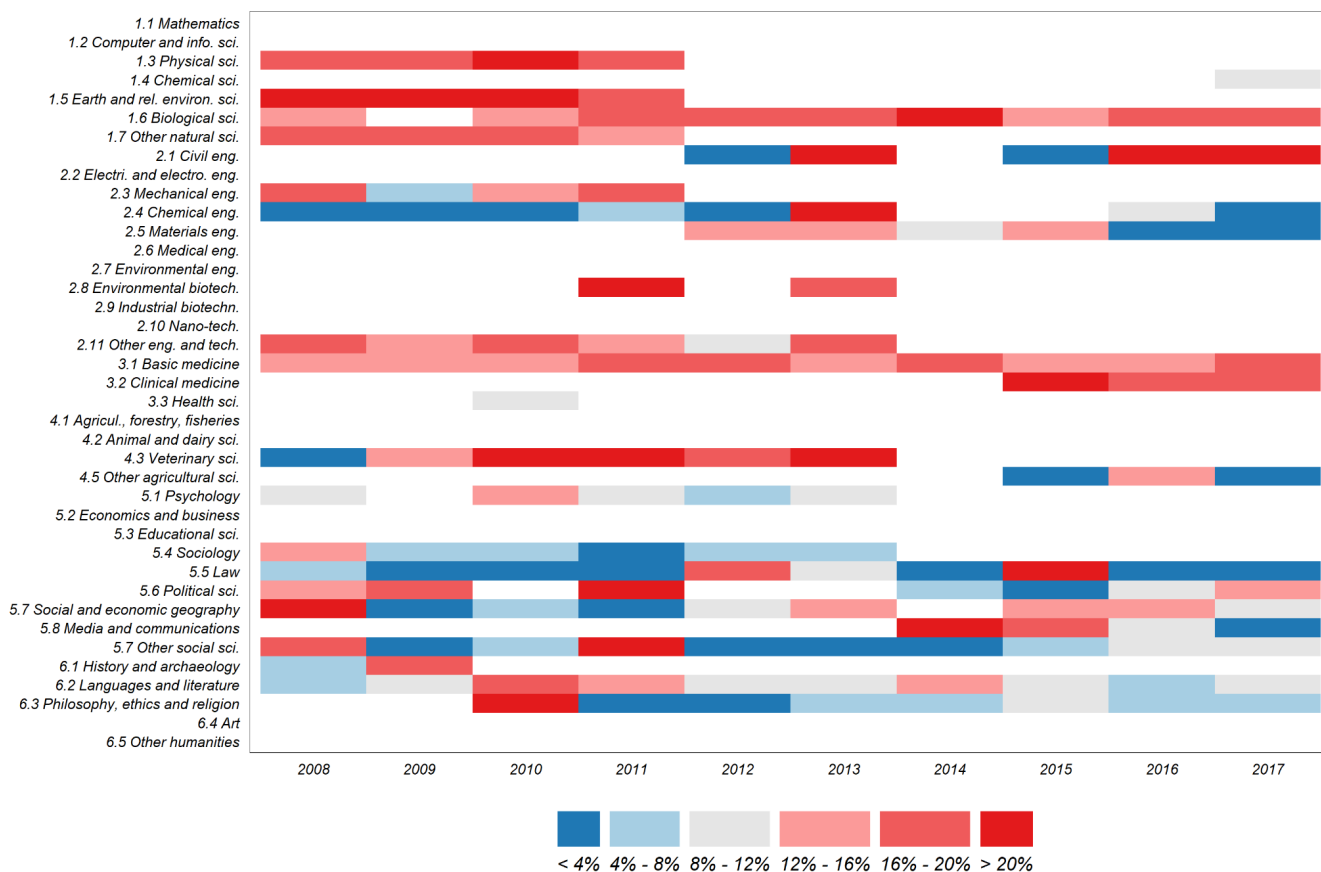 1.1 Mathematics
1.2 Computer and info. sci.
1.3 Physical sci.
1.4 Chemical sci.
1.5 Earth and rel. environ. sci.
1.6 Biological sci.
1.7 Other natural sci.
2.1 Civil eng.
2.2 Electri. and electro. eng.
2.3 Mechanical eng.
2.4 Chemical eng.
2.5 Materials eng.
2.6 Medical eng.
2.7 Environmental eng.
2.8 Environmental biotech.
2.9 Industrial biotechn.
2.10 Nano-tech.
2.11 Other eng. and tech.
3.1 Basic medicine
3.2 Clinical medicine
3.3 Health sci.
4.1 Agricul., forestry, fisheries
4.2 Animal and dairy sci.
4.3 Veterinary sci.
4.5 Other agricultural sci.
5.1 Psychology
5.2 Economics and business
5.3 Educational sci.
5.4 Sociology
5.5 Law
5.6 Political sci.
5.7 Social and economic geography
5.8 Media and communications
5.7 Other social sci.
6.1 History and archaeology
6.2 Languages and literature
6.3 Philosophy, ethics and religion
6.4 Art
6.5 Other humanities
2008 2009 2010 2011 2012 2013 2014 2015 2016 2017
< 4% 4% - 8% 8% - 12% 12% - 16% 16% - 20% > 20%